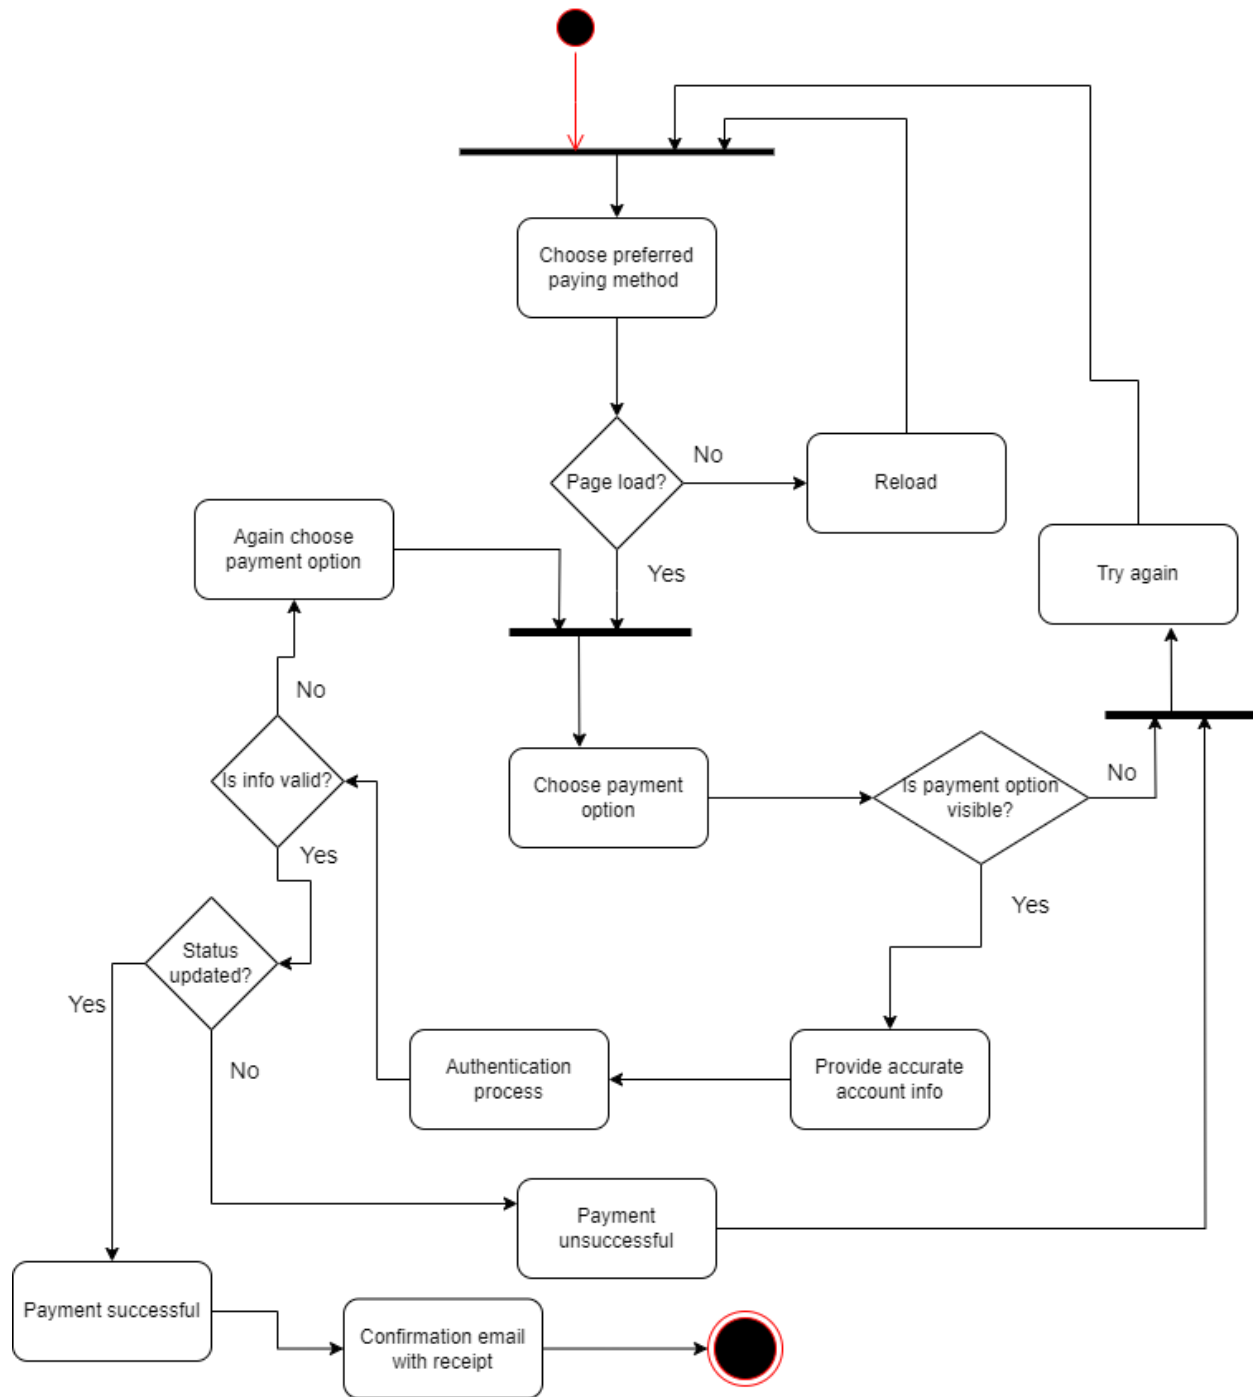 Choose preferred
paying method
Page load?
No
Reload
Yes
Again choose
payment option
Try again
No
Is info valid?
Yes
Choose payment
option
Is payment option
visible?
No
Yes
Status
updated?
Yes
No
Authentication
process
Provide accurate
account info
Payment
unsuccessful
Payment successful
Confirmation email
with receipt